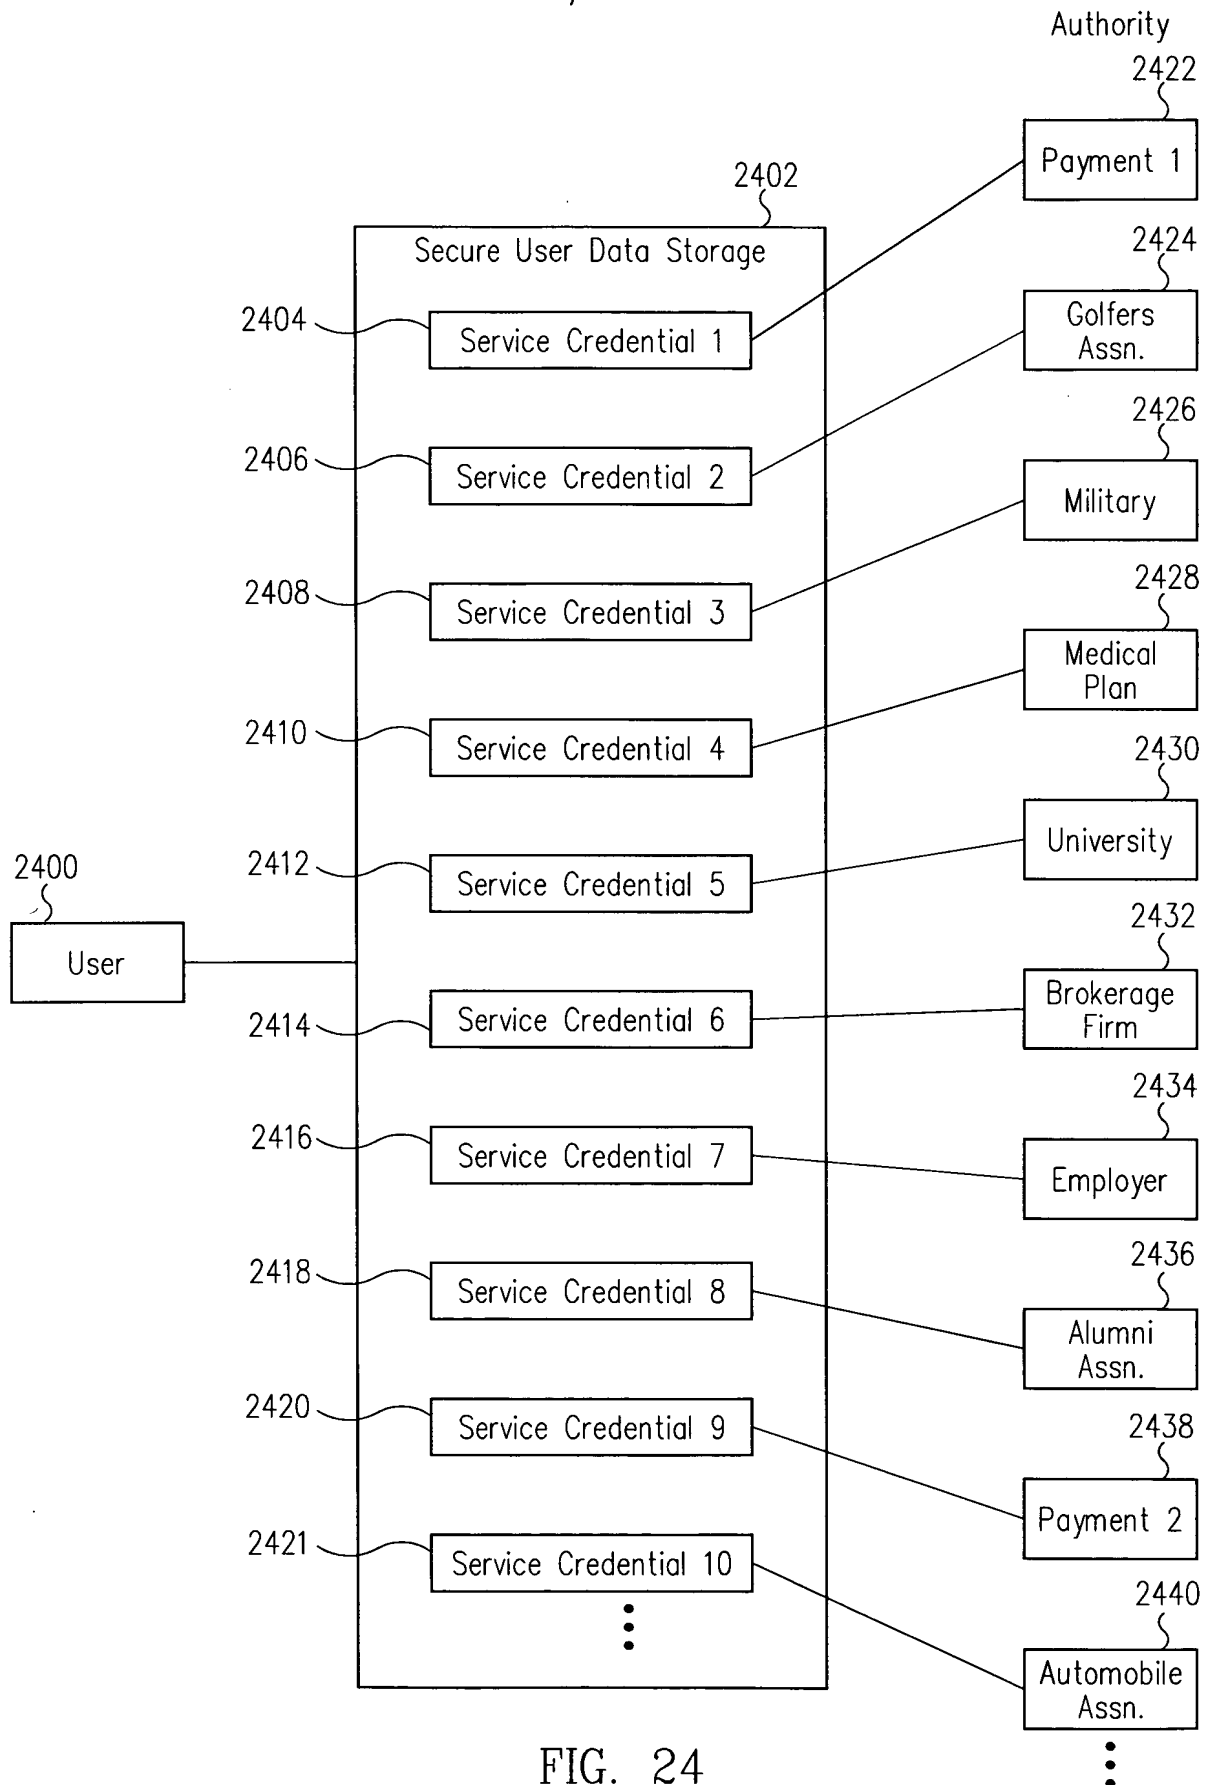 Authority
2422
Payment 1
2402
Secure User Data Storage
2424
Golfers
Assn.
2404
Service Credential 1
2426
Military
2406
Service Credential 2
2428
Medical
Plan
2408
Service Credential 3
2430
University
2410
Service Credential 4
2400
User
2412
Service Credential 5
2432
Brokerage
Firm
2414
Service Credential 6
2434
Employer
2416
Service Credential 7
2436
Alumni
Assn.
2418
Service Credential 8
2438
Payment 2
2420
Service Credential 9
2440
Automobile
Assn.
2421
Service Credential 10
FIG. 24